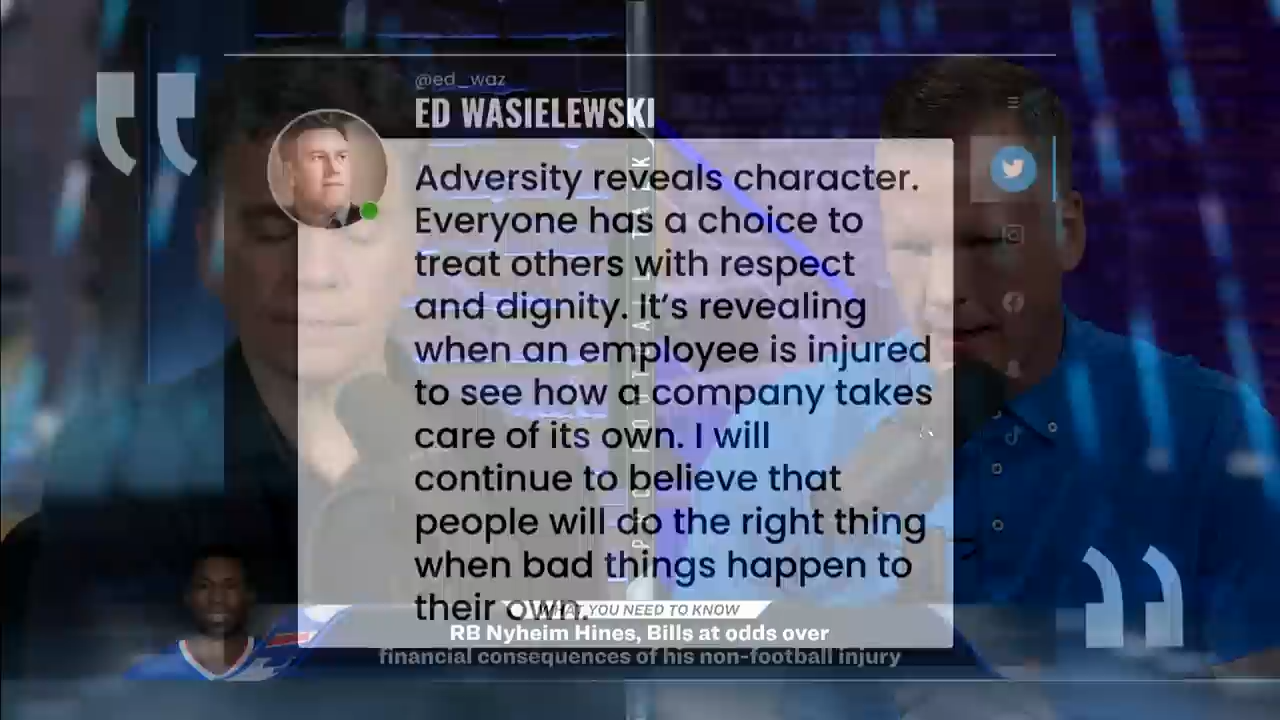 @ed_waz
ED WASIELEWSKI
Adversity reveals character.
Everyone has a choice to
treat others with respect
and dignity. It's revealing
when an employee is injured
to see how a company takes
care of its own. I will
continue to believe that
people will do the right thing
when bad things happen to
their own.
PRO FOOTBALL TALK
WHAT YOU NEED TO KNOW
RB Nyheim Hines, Bills at odds over
financial consequences of his non-football injury